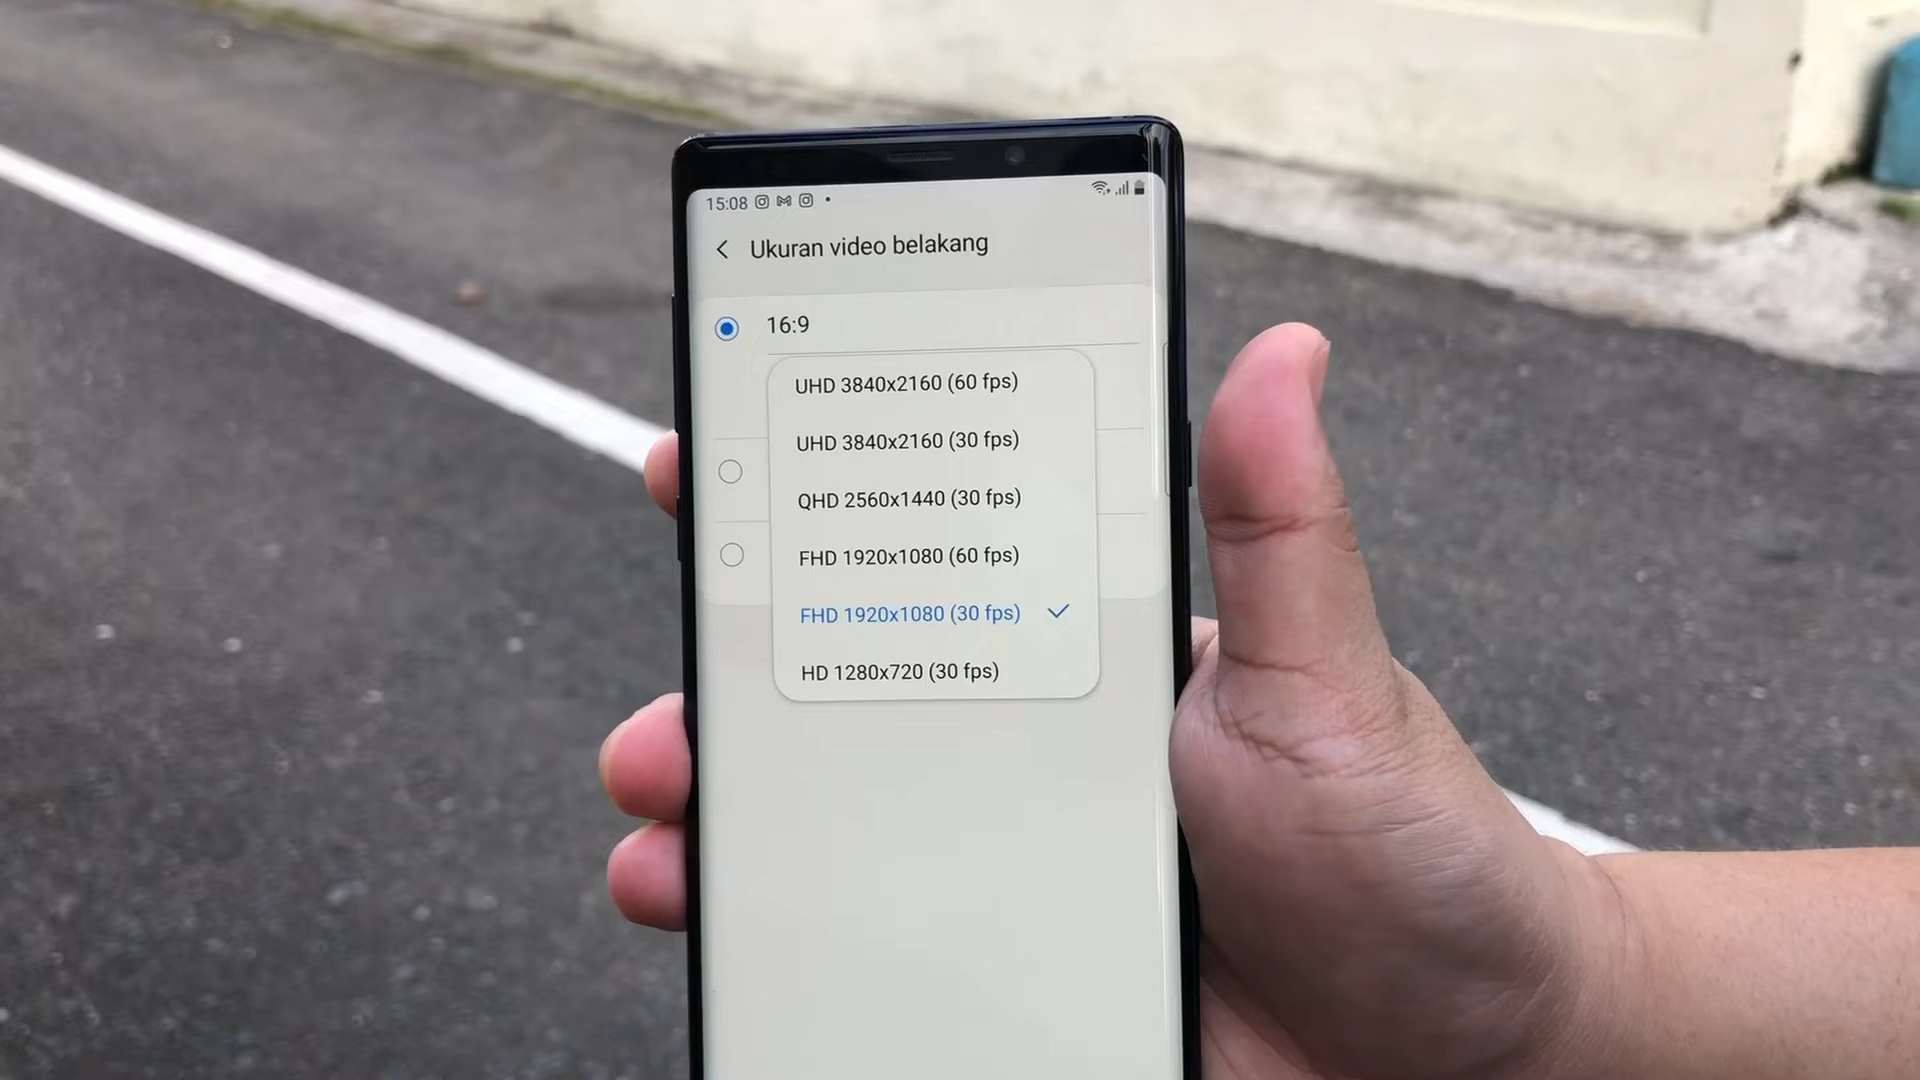 15:08
Ukuran video belakang
16:9
UHD 3840x2160 (60 fps)
UHD 3840x2160 (30 fps)
QHD 2560x1440 (30 fps)
FHD 1920x1080 (60 fps)
FHD 1920x1080 (30 fps)
HD 1280x720 (30 fps)